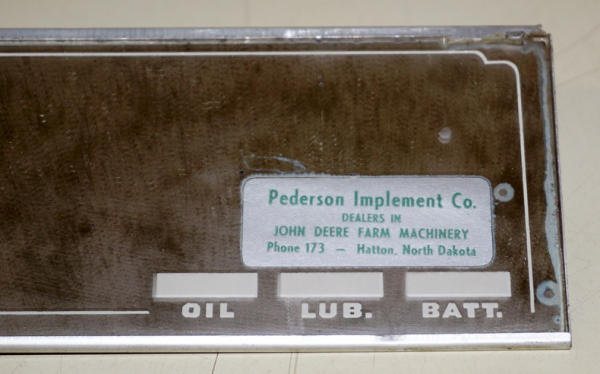 Pederson Implement Co.
DEALERS IN
JOHN DEERE FARM MACHINERY
Phone 173 — Hatton, North Dakota
OIL LUB. BATT.